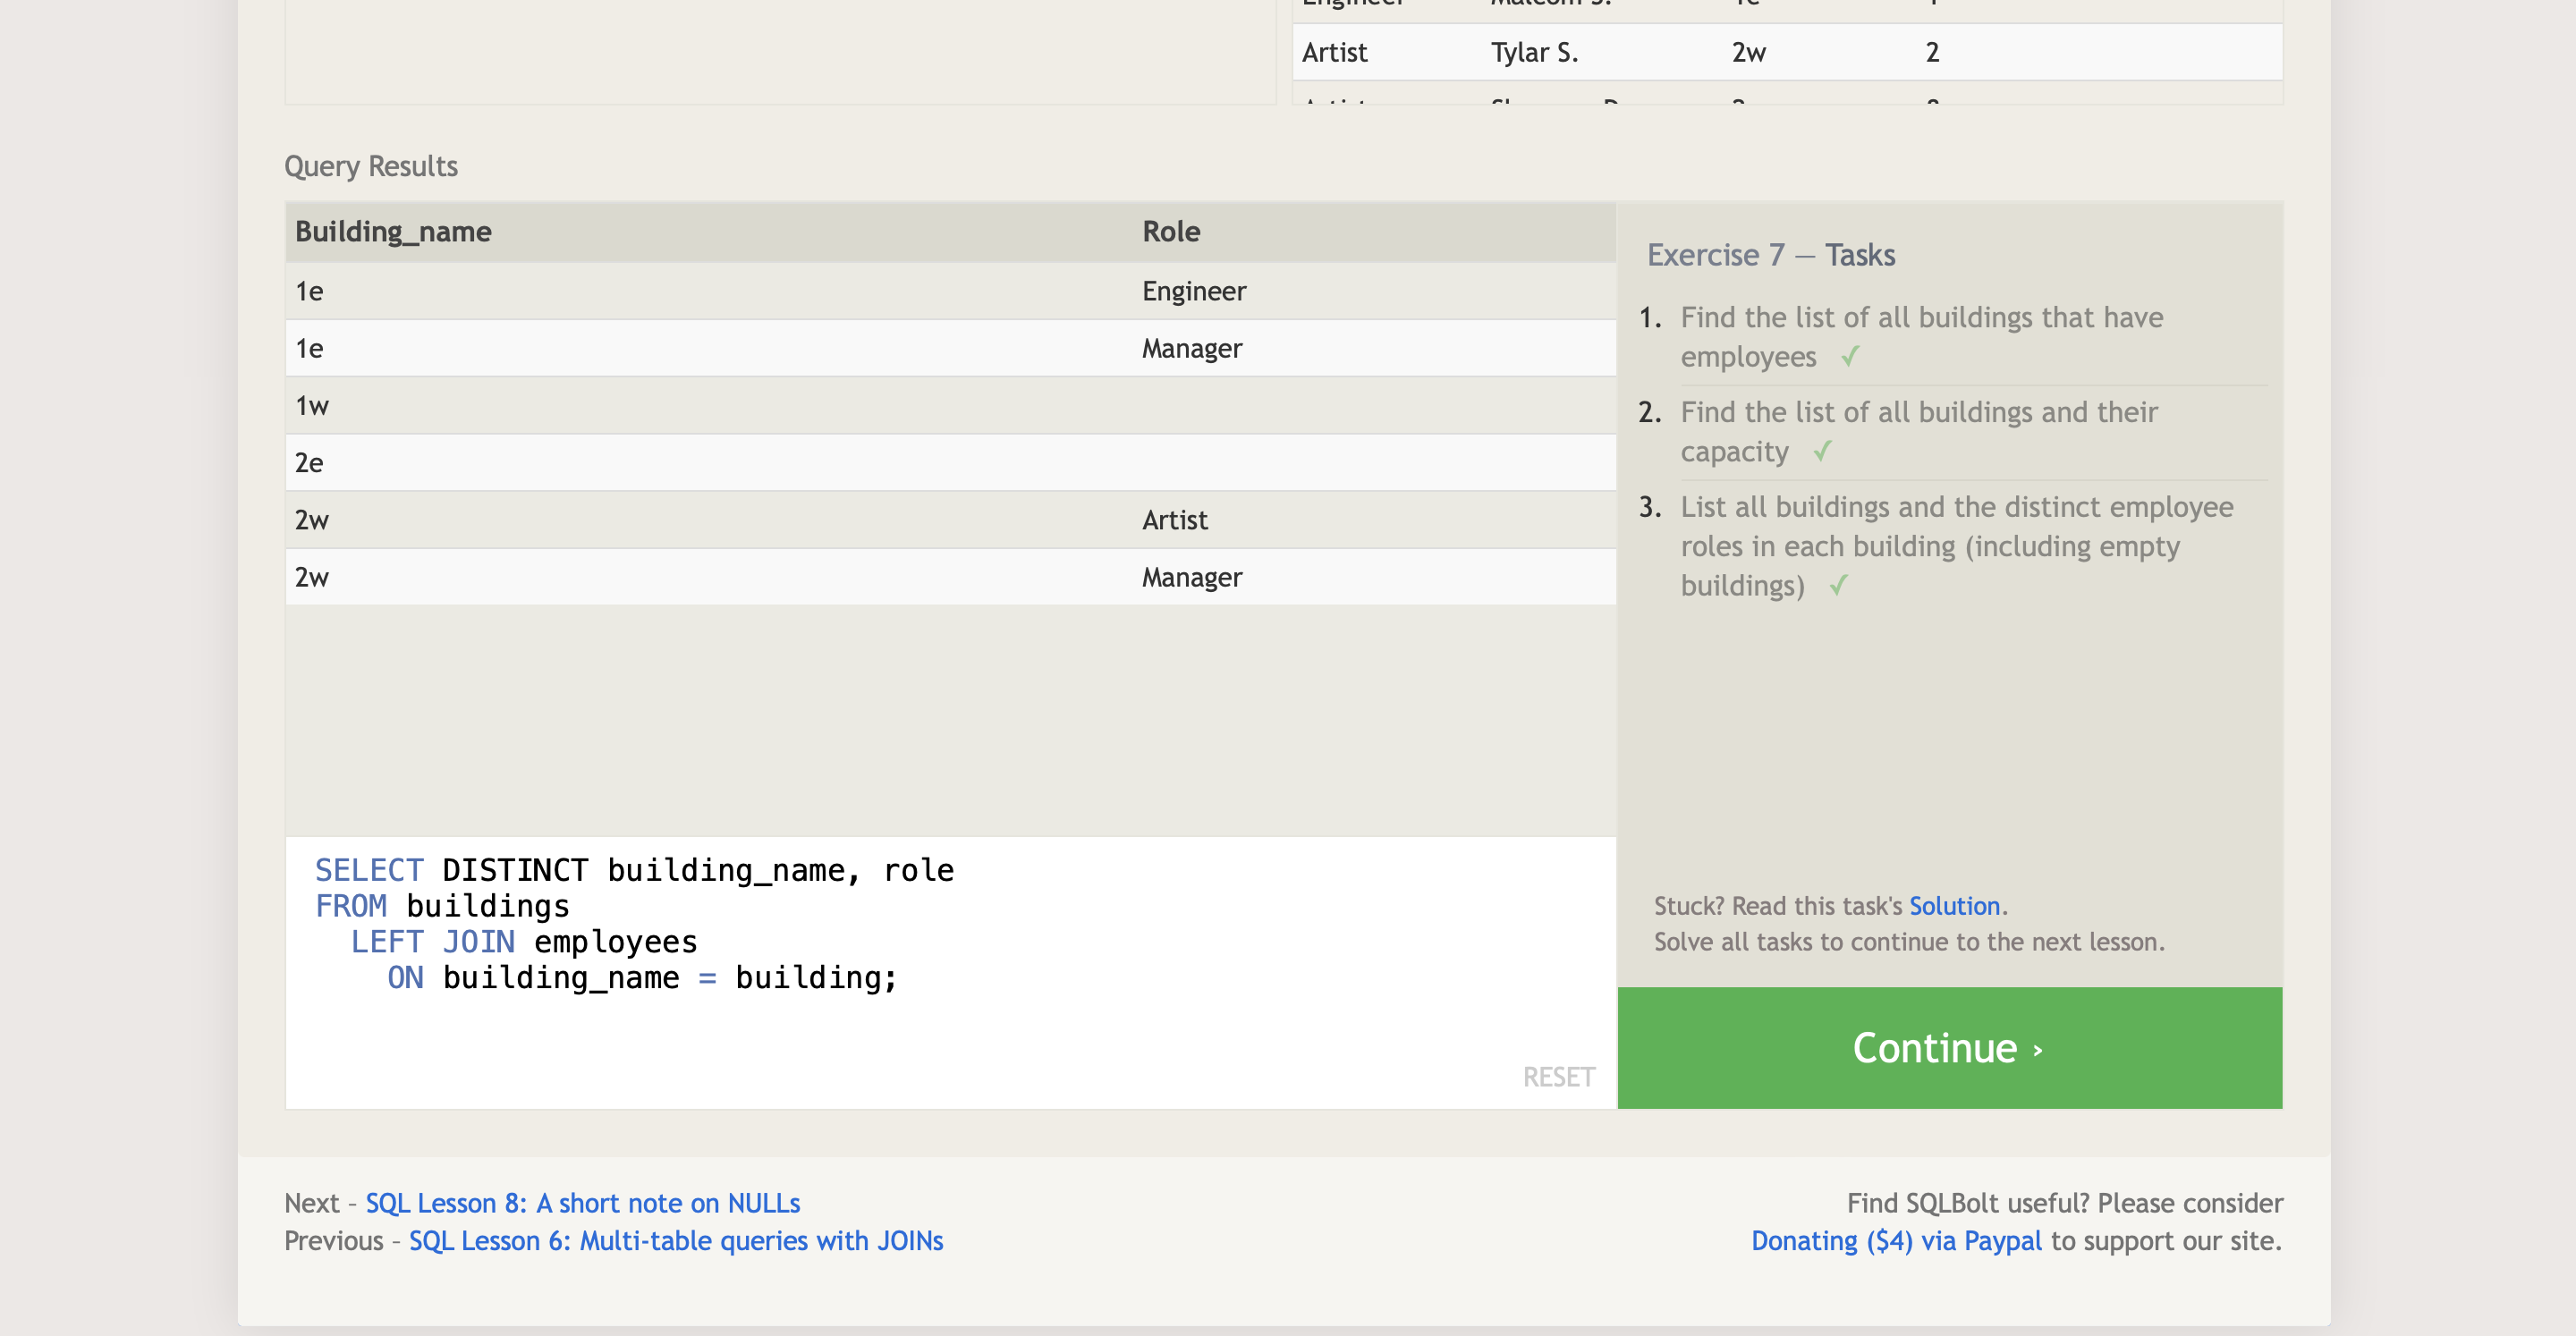 Artist Tylar S. 2w 2
Query Results
Building_name Role
1e Engineer
1e Manager
1w
2e
2w Artist
2w Manager
SELECT DISTINCT building_name, role
FROM buildings
LEFT JOIN employees
ON building_name = building;
RESET
Exercise 7 — Tasks
1. Find the list of all buildings that have
employees ✓
2. Find the list of all buildings and their
capacity ✓
3. List all buildings and the distinct employee
roles in each building (including empty
buildings) ✓
Stuck? Read this task's Solution.
Solve all tasks to continue to the next lesson.
Continue ›
Next – SQL Lesson 8: A short note on NULLs
Previous – SQL Lesson 6: Multi-table queries with JOINs
Find SQLBolt useful? Please consider
Donating ($4) via Paypal to support our site.